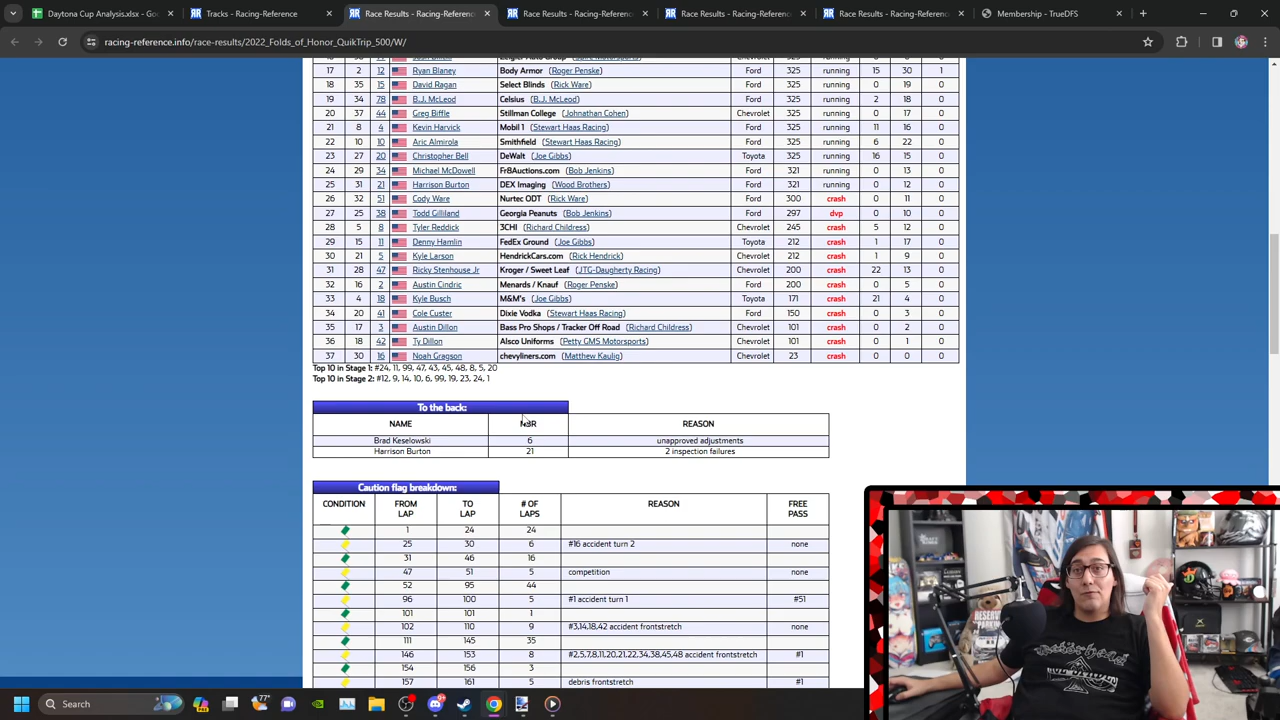 Daytona Cup Analysis.xlsx - Goo
Tracks - Racing-Reference
Race Results - Racing-Reference
Race Results - Racing-Reference
Race Results - Racing-Reference
Race Results - Racing-Reference
Membership - TrueDFS
racing-reference.info/race-results/2022_Folds_of_Honor_QuikTrip_500/W/
17 2 12 Ryan Blaney Body Armor (Roger Penske) Ford 325 running 15 30 1
18 35 15 David Ragan Select Blinds (Rick Ware) Ford 325 running 0 19 0
19 34 78 B.J. McLeod Celsius (B.J. McLeod) Ford 325 running 2 18 0
20 37 44 Greg Biffle Stillman College (Johnathan Cohen) Chevrolet 325 running 0 17 0
21 8 4 Kevin Harvick Mobil 1 (Stewart Haas Racing) Ford 325 running 11 16 0
22 10 10 Aric Almirola Smithfield (Stewart Haas Racing) Ford 325 running 6 22 0
23 27 20 Christopher Bell DeWalt (Joe Gibbs) Toyota 325 running 16 15 0
24 29 34 Michael McDowell Fr8Auctions.com (Bob Jenkins) Ford 321 running 0 13 0
25 31 21 Harrison Burton DEX Imaging (Wood Brothers) Ford 321 running 0 12 0
26 32 51 Cody Ware Nurtec ODT (Rick Ware) Ford 300 crash 0 11 0
27 25 38 Todd Gilliland Georgia Peanuts (Bob Jenkins) Ford 297 dvp 0 10 0
28 5 8 Tyler Reddick 3CHI (Richard Childress) Chevrolet 245 crash 5 12 0
29 15 11 Denny Hamlin FedEx Ground (Joe Gibbs) Toyota 212 crash 1 17 0
30 21 5 Kyle Larson HendrickCars.com (Rick Hendrick) Chevrolet 212 crash 1 9 0
31 28 47 Ricky Stenhouse Jr Kroger / Sweet Leaf (JTG-Daugherty Racing) Chevrolet 200 crash 22 13 0
32 16 2 Austin Cindric Menards / Knauf (Roger Penske) Ford 200 crash 0 5 0
33 4 18 Kyle Busch M&M's (Joe Gibbs) Toyota 171 crash 21 4 0
34 20 41 Cole Custer Dixie Vodka (Stewart Haas Racing) Ford 150 crash 0 3 0
35 17 3 Austin Dillon Bass Pro Shops / Tracker Off Road (Richard Childress) Chevrolet 101 crash 0 2 0
36 18 42 Ty Dillon Alsco Uniforms (Petty GMS Motorsports) Chevrolet 101 crash 0 1 0
37 30 16 Noah Gragson chevyliners.com (Matthew Kaulig) Chevrolet 23 crash 0 0 0
Top 10 in Stage 1: #24, 11, 99, 47, 43, 45, 48, 8, 5, 20
Top 10 in Stage 2: #12, 9, 14, 10, 6, 99, 19, 23, 24, 1
To the back:
NAME NBR REASON
Brad Keselowski 6 unapproved adjustments
Harrison Burton 21 2 inspection failures
Caution flag breakdown:
CONDITION FROM LAP TO LAP # OF LAPS REASON FREE PASS
1 24 24
25 30 6 #16 accident turn 2 none
31 46 16
47 51 5 competition none
52 95 44
96 100 5 #1 accident turn 1 #51
101 101 1
102 110 9 #3,14,18,42 accident frontstretch none
111 145 35
146 153 8 #2,5,7,8,11,20,21,22,34,38,45,48 accident frontstretch #1
154 156 3
157 161 5 debris frontstretch #1
Search
77°